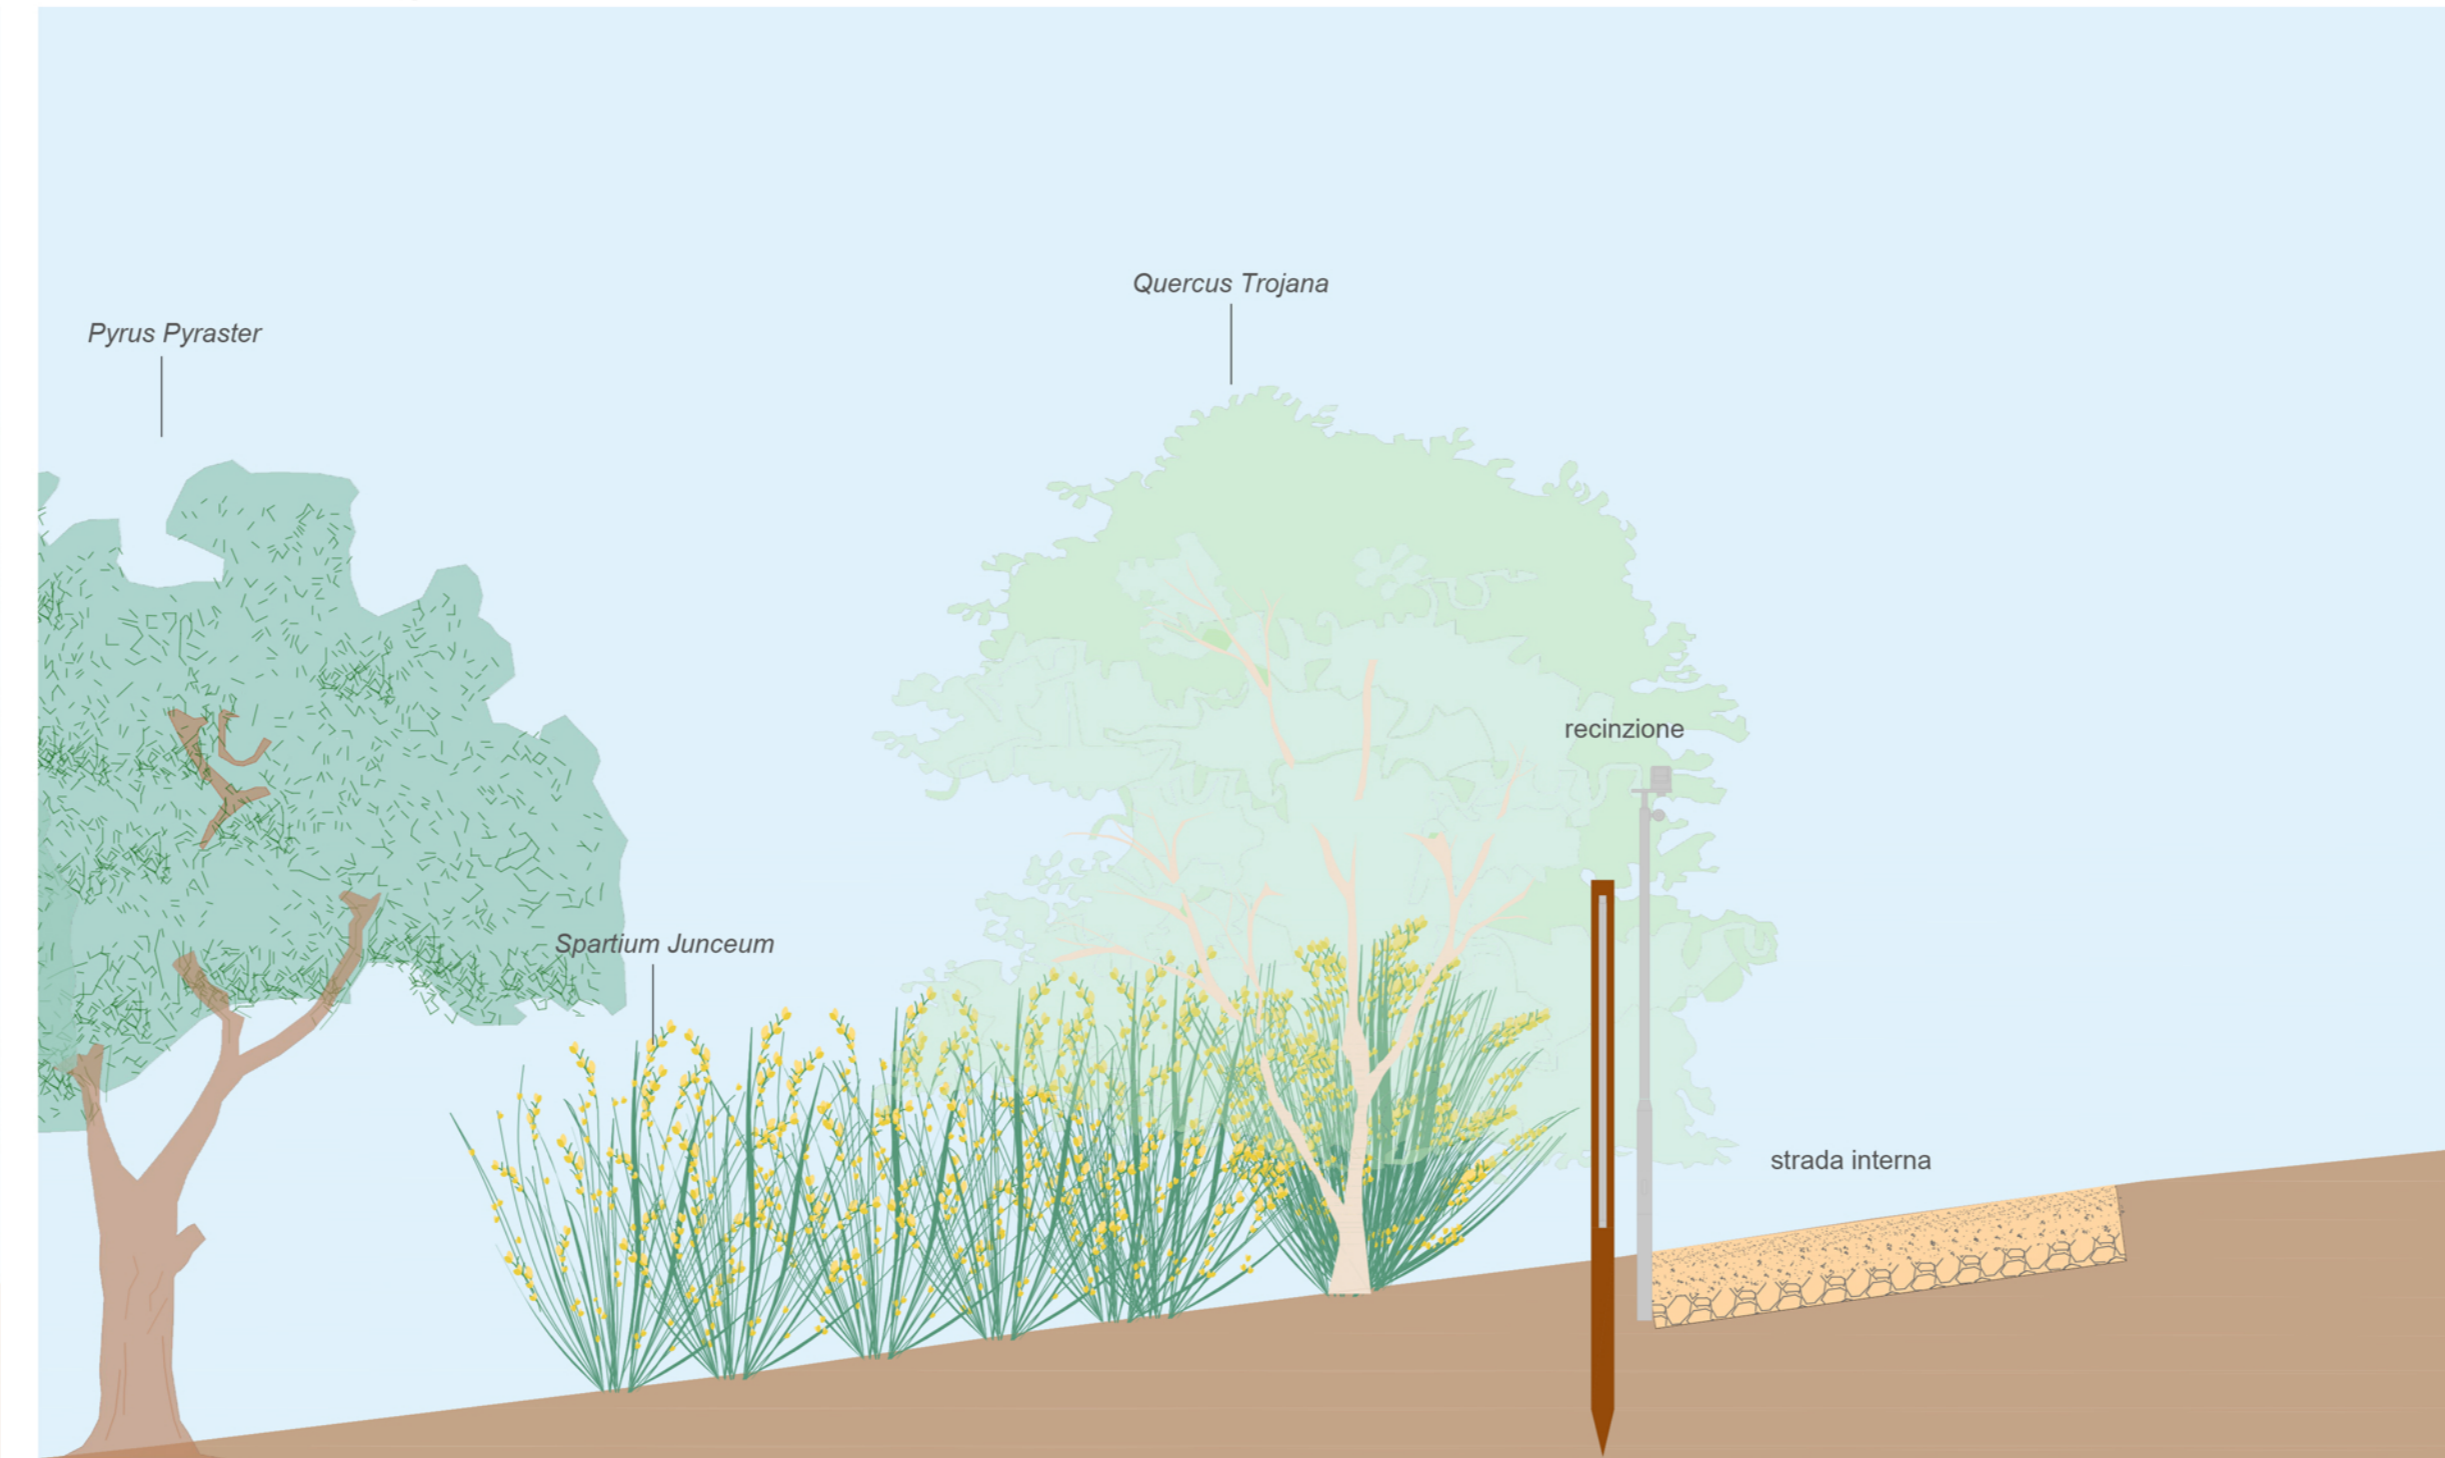 Quercus Trojana
Pyrus Pyraster
recinzione
Spartium Junceum
strada interna